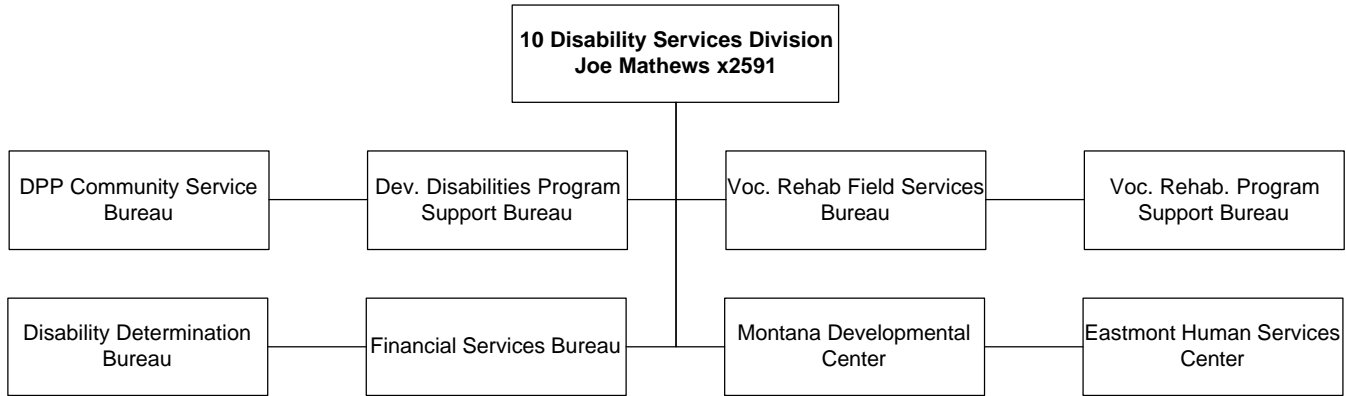 10 Disability Services Division
Joe Mathews x2591
DPP Community Service
Bureau
Dev. Disabilities Program
Support Bureau
Voc. Rehab Field Services
Bureau
Voc. Rehab. Program
Support Bureau
Disability Determination
Bureau
Financial Services Bureau
Montana Developmental
Center
Eastmont Human Services
Center